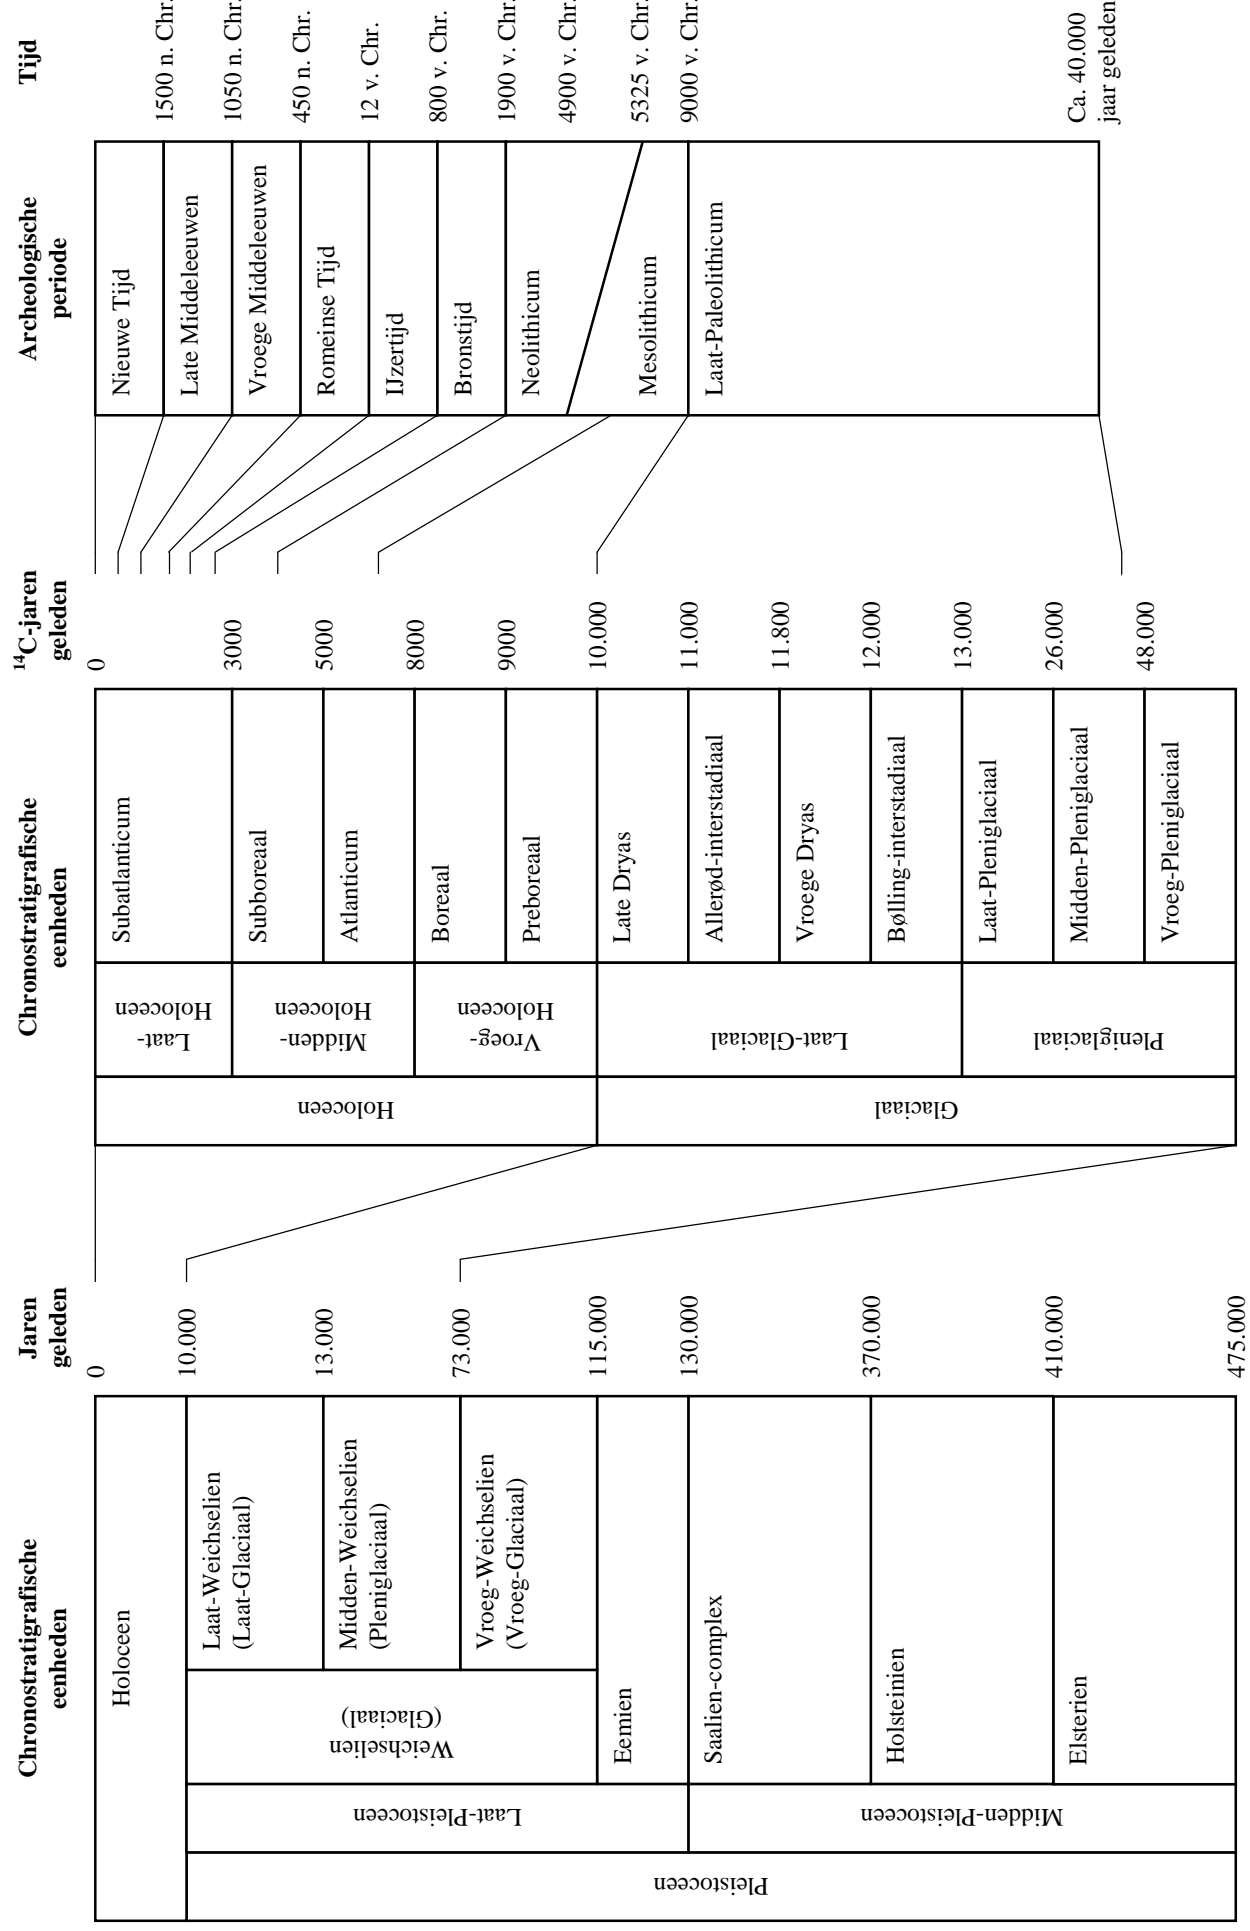 Chronostratigrafische
eenheden
Jaren
geleden
Chronostratigrafische
eenheden
¹⁴C-jaren
geleden
Archeologische
periode
Tijd
Pleistoceen
Laat-Pleistoceen
Midden-Pleistoceen
Weichselien
(Glaciaal)
Holoceen
Laat-Weichselien
(Laat-Glaciaal)
Midden-Weichselien
(Pleniglaciaal)
Vroeg-Weichselien
(Vroeg-Glaciaal)
Eemien
Saalien-complex
Holsteinien
Elsterien
0
10.000
13.000
73.000
115.000
130.000
370.000
410.000
475.000
Holoceen
Glaciaal
Laat-
Holoceen
Midden-
Holoceen
Vroeg-
Holoceen
Laat-Glaciaal
Pleniglaciaal
Subatlanticum
Subboreaal
Atlanticum
Boreaal
Preboreaal
Late Dryas
Allerød-interstadiaal
Vroege Dryas
Bølling-interstadiaal
Laat-Pleniglaciaal
Midden-Pleniglaciaal
Vroeg-Pleniglaciaal
0
3000
5000
8000
9000
10.000
11.000
11.800
12.000
13.000
26.000
48.000
Nieuwe Tijd
Late Middeleeuwen
Vroege Middeleeuwen
Romeinse Tijd
IJzertijd
Bronstijd
Neolithicum
Mesolithicum
Laat-Paleolithicum
1500 n. Chr.
1050 n. Chr.
450 n. Chr.
12 v. Chr.
800 v. Chr.
1900 v. Chr.
4900 v. Chr.
5325 v. Chr.
9000 v. Chr.
Ca. 40.000
jaar geleden